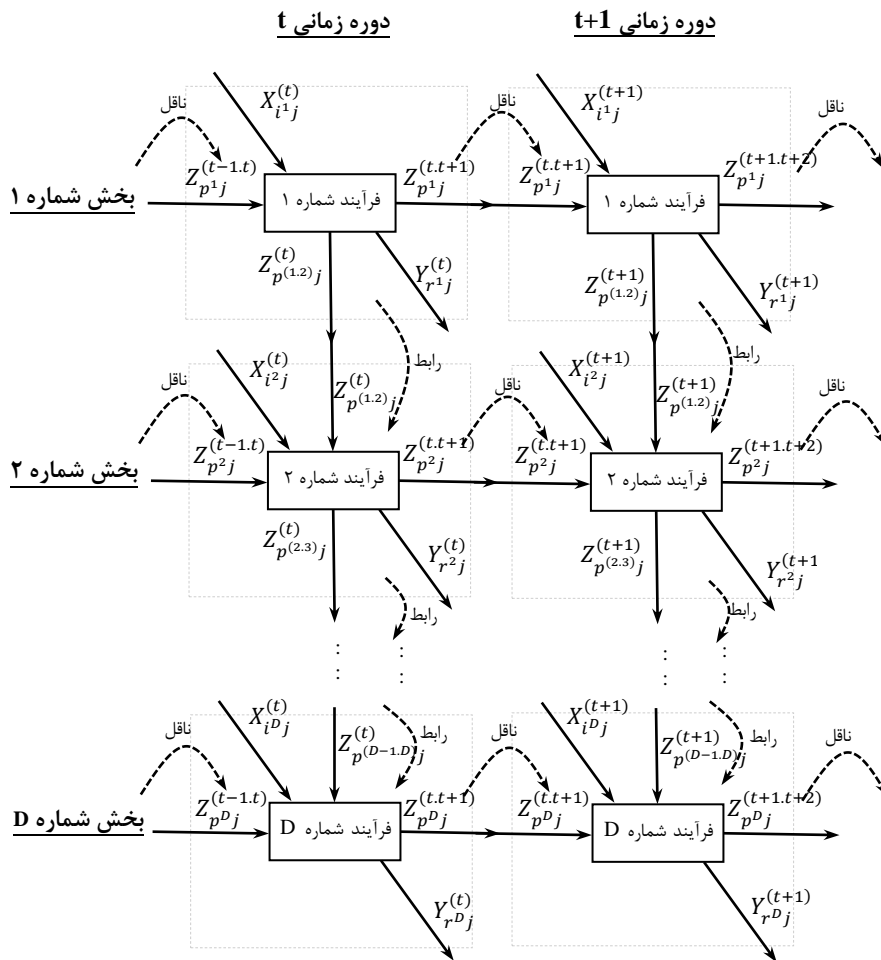 دوره زمانی t
دوره زمانی t+1
ناقل
X_{i^1 j}^{(t)}
ناقل
X_{i^1 j}^{(t+1)}
ناقل
بخش شماره ۱
Z_{p^1 j}^{(t-1.t)}
فرآیند شماره ۱
Z_{p^1 j}^{(t.t+1)}
Z_{p^1 j}^{(t.t+1)}
فرآیند شماره ۱
Z_{p^1 j}^{(t+1.t+2)}
Z_{p^{(1.2)} j}^{(t)}
Y_{r^1 j}^{(t)}
Z_{p^{(1.2)} j}^{(t+1)}
Y_{r^1 j}^{(t+1)}
رابط
رابط
ناقل
X_{i^2 j}^{(t)}
Z_{p^{(1.2)} j}^{(t)}
ناقل
X_{i^2 j}^{(t+1)}
Z_{p^{(1.2)} j}^{(t+1)}
ناقل
بخش شماره ۲
Z_{p^2 j}^{(t-1.t)}
فرآیند شماره ۲
Z_{p^2 j}^{(t.t+1)}
Z_{p^2 j}^{(t.t+1)}
فرآیند شماره ۲
Z_{p^2 j}^{(t+1.t+2)}
Z_{p^{(2.3)} j}^{(t)}
Y_{r^2 j}^{(t)}
Z_{p^{(2.3)} j}^{(t+1)}
Y_{r^2 j}^{(t+1}
رابط
رابط
ناقل
X_{i^D j}^{(t)}
Z_{p^{(D-1.D)} j}^{(t)}
رابط
ناقل
X_{i^D j}^{(t+1)}
Z_{p^{(D-1.D)} j}^{(t+1)}
رابط
ناقل
بخش شماره D
Z_{p^D j}^{(t-1.t)}
فرآیند شماره D
Z_{p^D j}^{(t.t+1)}
Z_{p^D j}^{(t.t+1)}
فرآیند شماره D
Z_{p^D j}^{(t+1.t+2)}
Y_{r^D j}^{(t)}
Y_{r^D j}^{(t+1)}